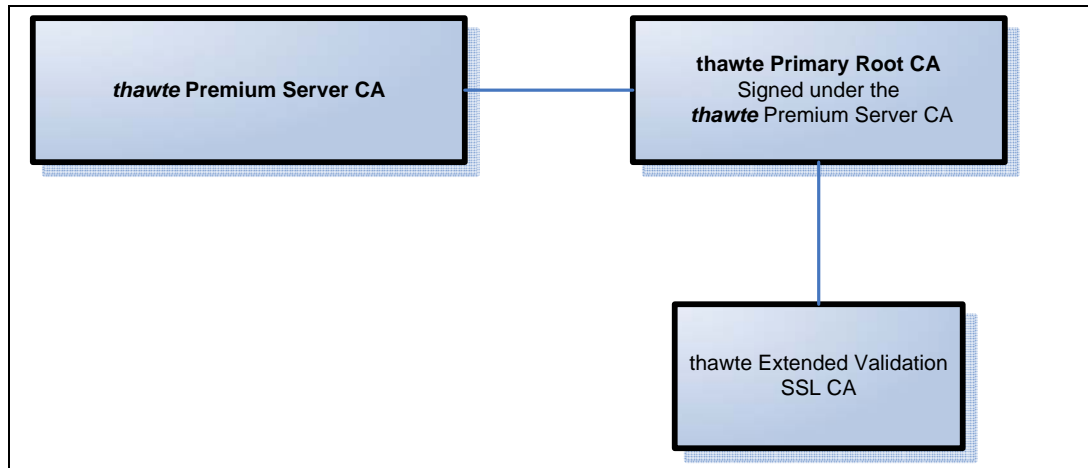 thawte Premium Server CA
thawte Primary Root CA
Signed under the
thawte Premium Server CA
thawte Extended Validation
SSL CA